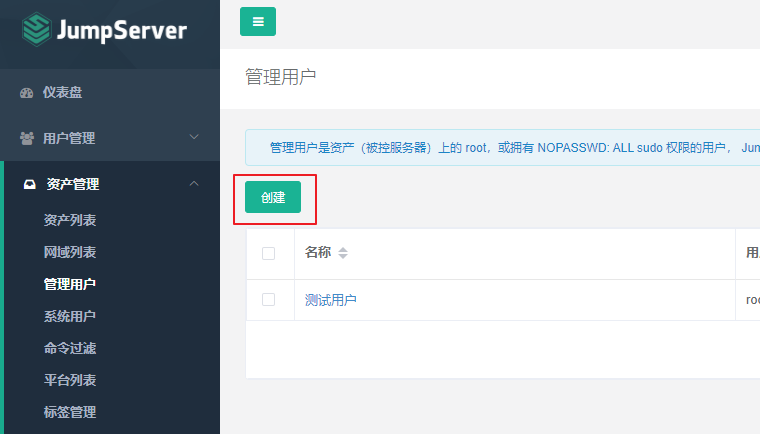 JumpServer
仪表盘
用户管理
资产管理
资产列表
网域列表
管理用户
系统用户
命令过滤
平台列表
标签管理
管理用户
管理用户是资产（被控服务器）上的 root，或拥有 NOPASSWD: ALL sudo 权限的用户， Jum
创建
名称 用
测试用户 roo